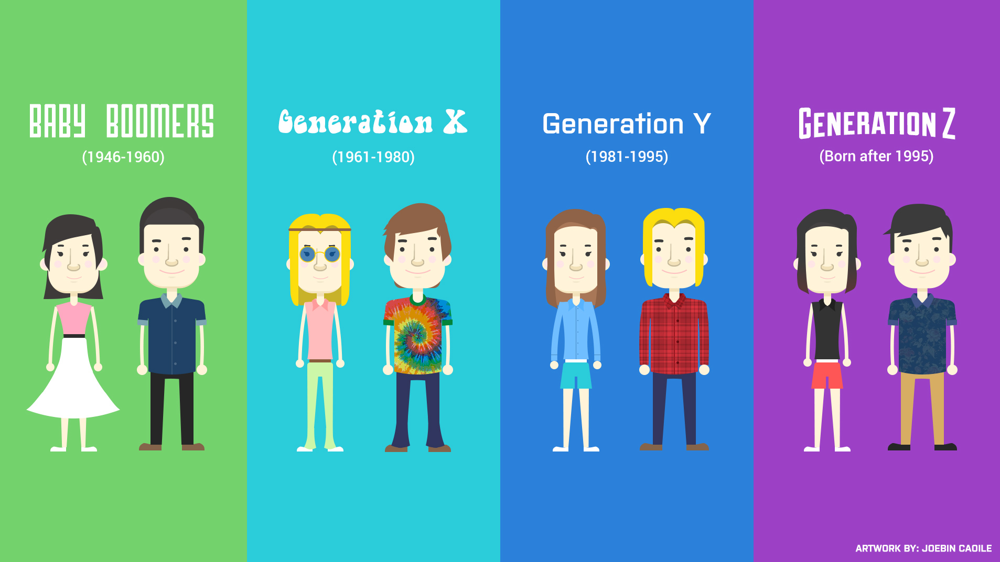 BABY BOOMERS
(1946-1960)
Generation X
(1961-1980)
Generation Y
(1981-1995)
GENERATION Z
(Born after 1995)
ARTWORK BY: JOEBIN CAOILE